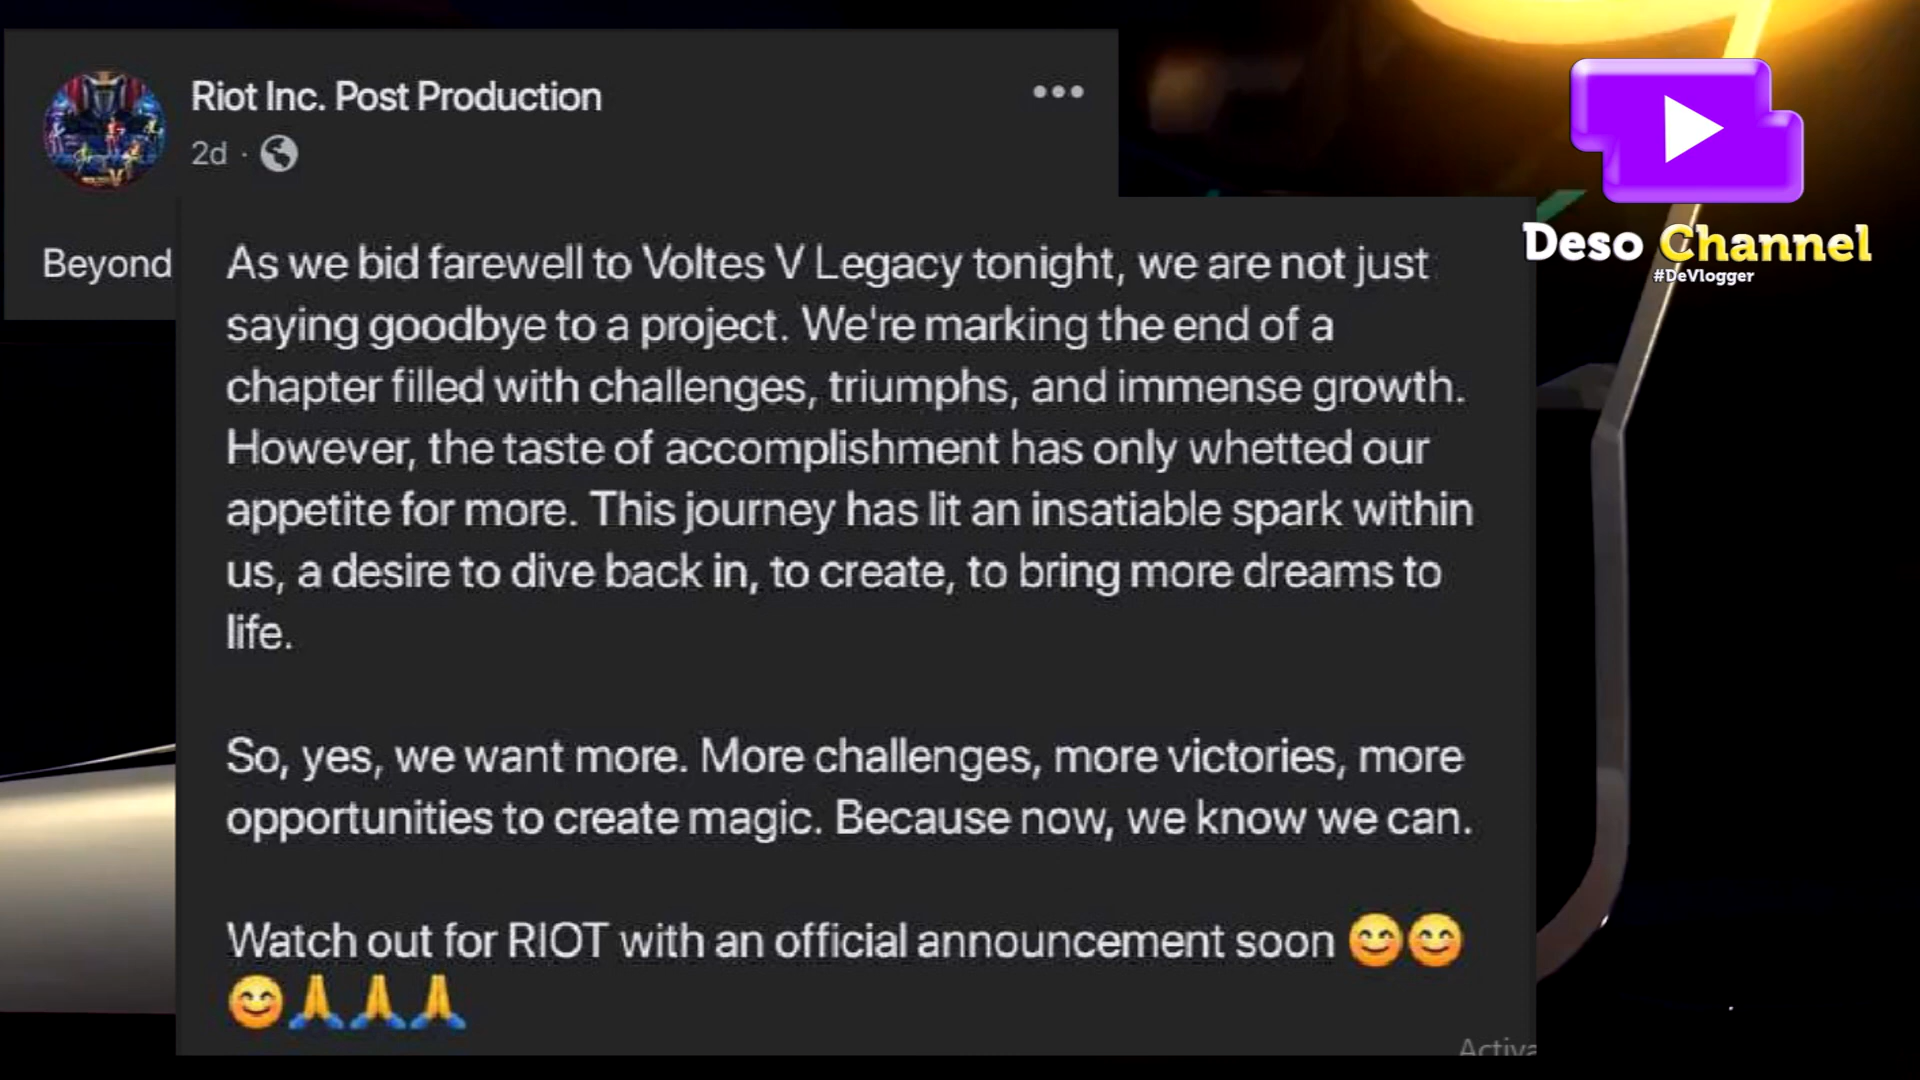 Riot Inc. Post Production
2d ·
Beyond
As we bid farewell to Voltes V Legacy tonight, we are not just
saying goodbye to a project. We're marking the end of a
chapter filled with challenges, triumphs, and immense growth.
However, the taste of accomplishment has only whetted our
appetite for more. This journey has lit an insatiable spark within
us, a desire to dive back in, to create, to bring more dreams to
life.
So, yes, we want more. More challenges, more victories, more
opportunities to create magic. Because now, we know we can.
Watch out for RIOT with an official announcement soon 😊😊
😊🙏🙏🙏
Deso Channel
#DeVlogger